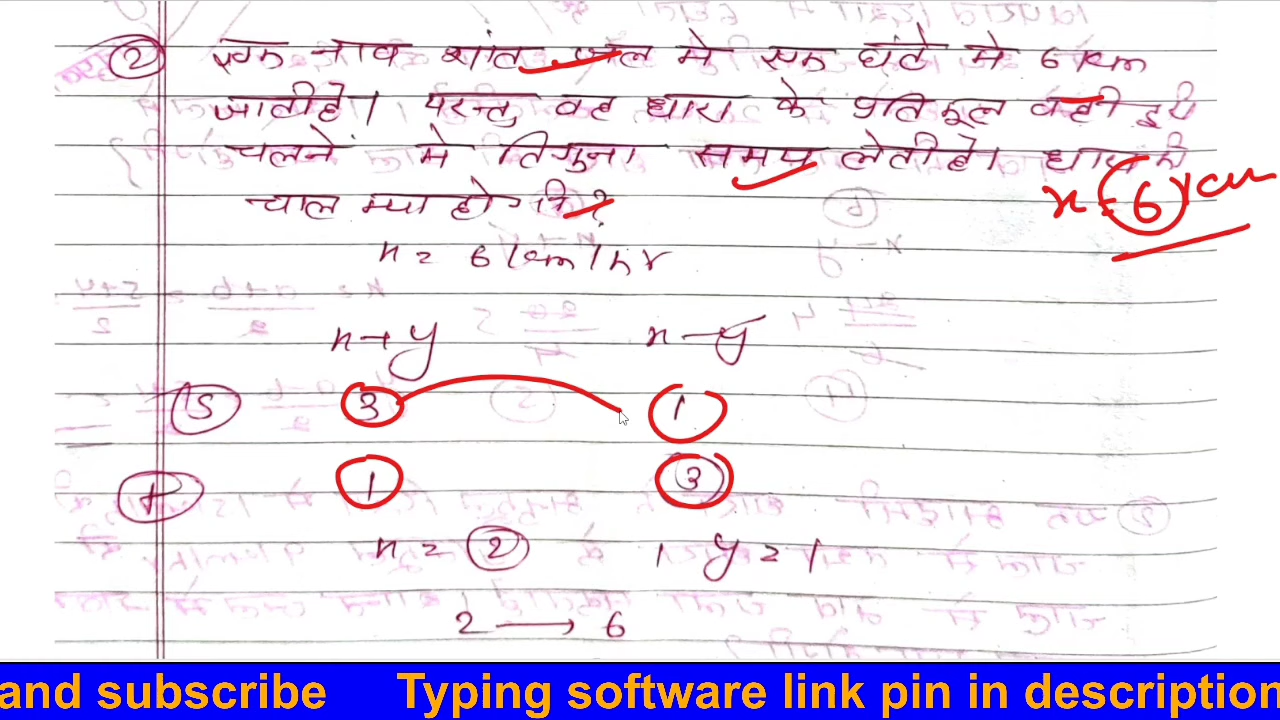 ② एक नाव शांत जल मे एक घंटे मे 6 km
जाती है। परन्तु वह धारा के प्रतिकूल वही दूरी
चलने मे तिगुना समय लेती है। धारा की
चाल क्या होगी?
x = 6 km
x = 6 km/hr
x+y x-y
S 3 1
T 1 3
x = 2 , y = 1
2 → 6
and subscribe Typing software link pin in description